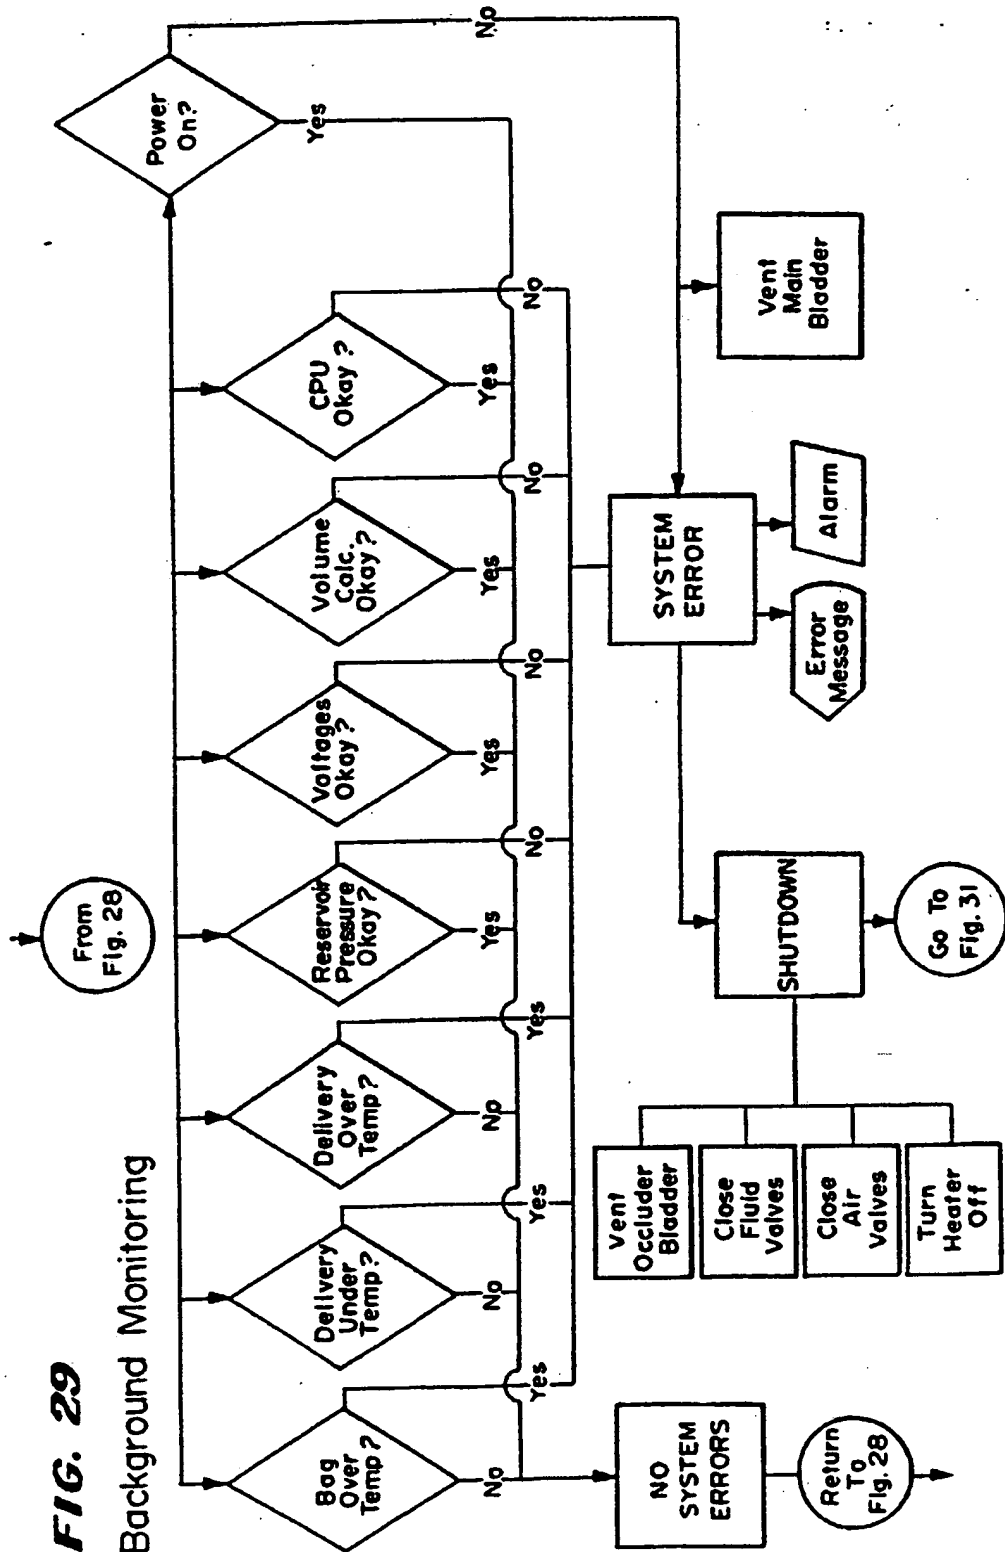 FIG. 29
Background Monitoring
From
Fig. 28
Bag
Over
Temp?
Delivery
Under
Temp?
Delivery
Over
Temp?
Reservoir
Pressure
Okay?
Voltages
Okay?
Volume
Calc.
Okay?
CPU
Okay?
Power
On?
No
Yes
No
Yes
No
Yes
Yes
No
Yes
No
Yes
No
Yes
No
Yes
No
NO
SYSTEM
ERRORS
Return
To
Fig. 28
Vent
Occluder
Bladder
Close
Fluid
Valves
Close
Air
Valves
Turn
Heater
Off
SHUTDOWN
Go To
Fig. 31
SYSTEM
ERROR
Error
Message
Alarm
Vent
Main
Bladder